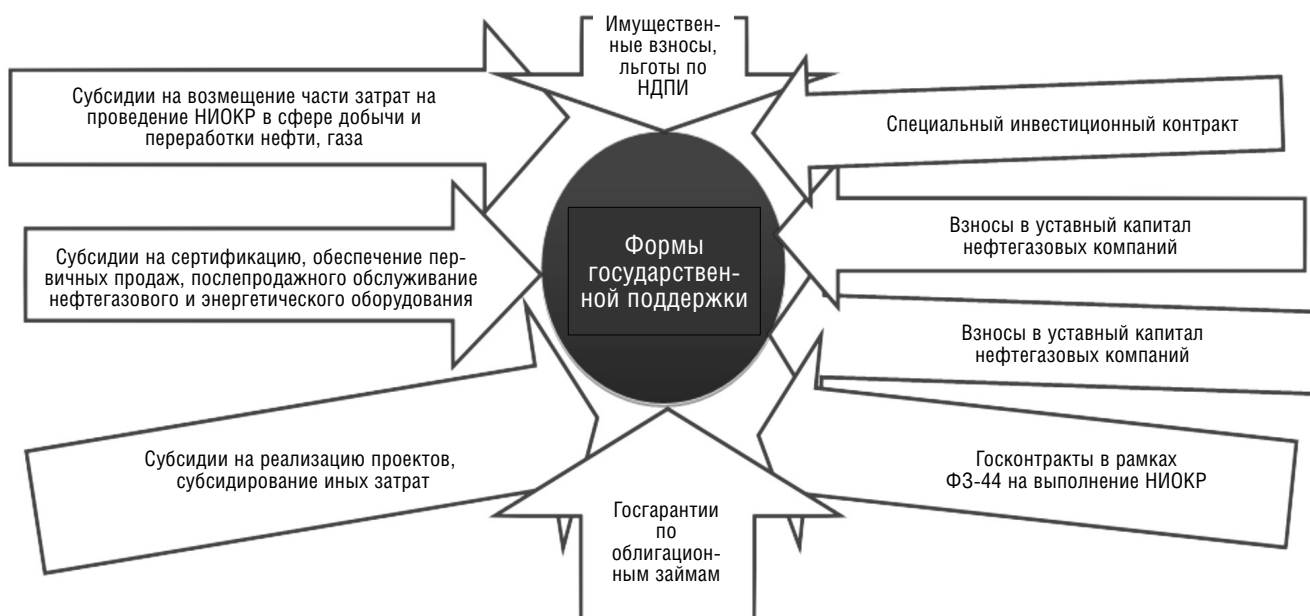 Имуществен-
ные взносы,
льготы по
НДПИ
Субсидии на возмещение части затрат на
проведение НИОКР в сфере добычи и
переработки нефти, газа
Специальный инвестиционный контракт
Субсидии на сертификацию, обеспечение пер-
вичных продаж, послепродажного обслуживание
нефтегазового и энергетического оборудования
Формы
государствен-
ной поддержки
Взносы в уставный капитал
нефтегазовых компаний
Взносы в уставный капитал
нефтегазовых компаний
Субсидии на реализацию проектов,
субсидирование иных затрат
Госконтракты в рамках
ФЗ-44 на выполнение НИОКР
Госгарантии
по
облигацион-
ным займам